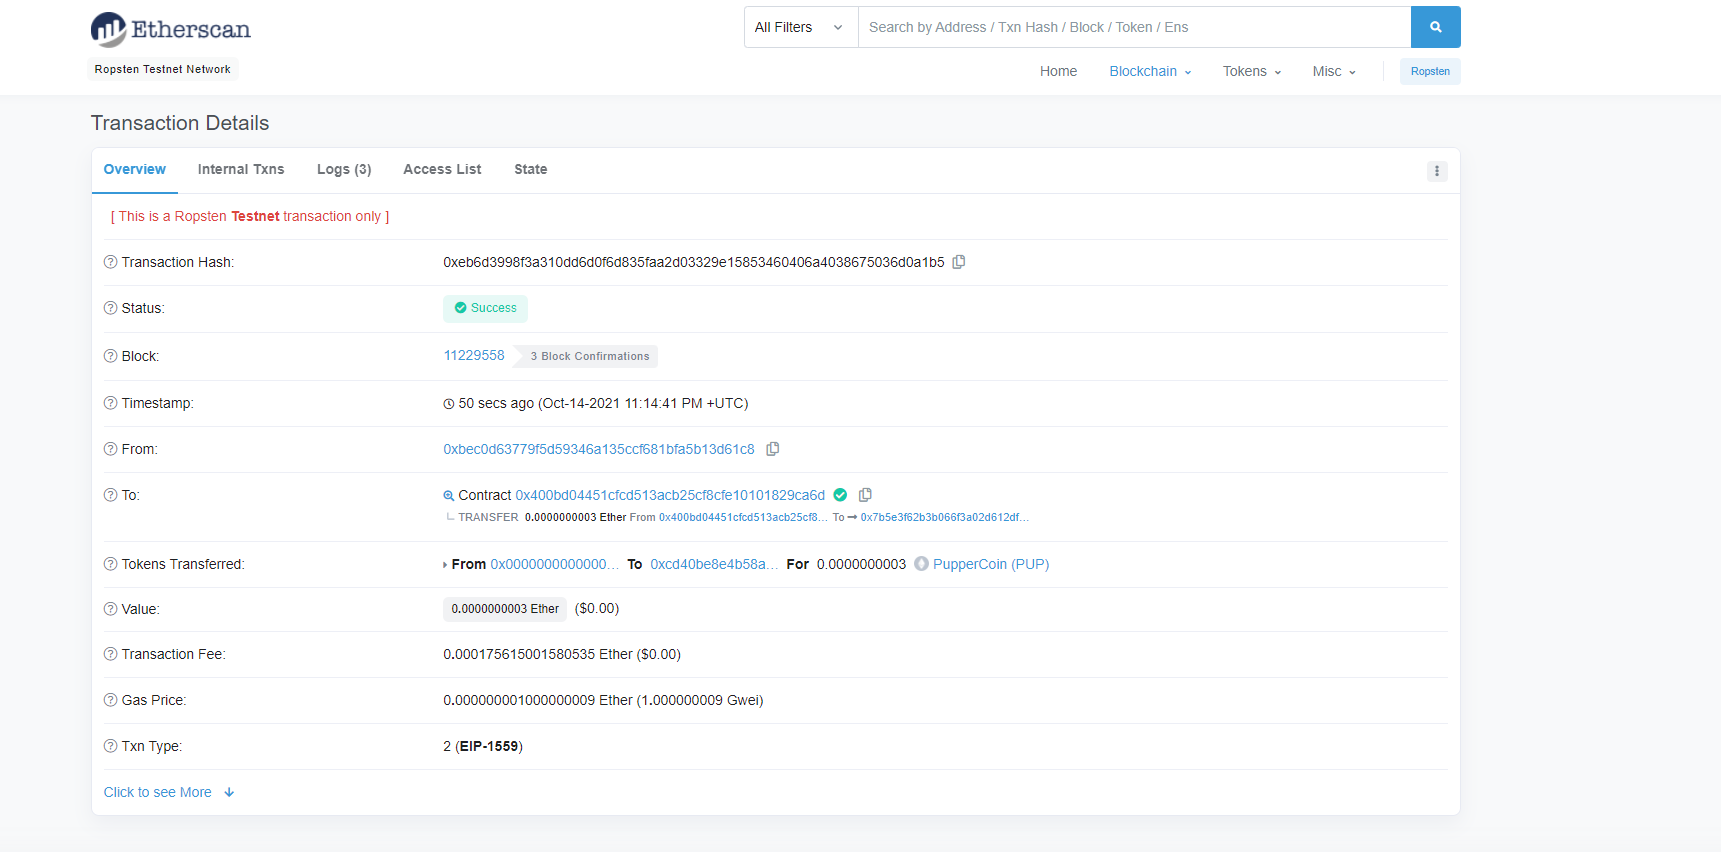 Etherscan
All Filters
Search by Address / Txn Hash / Block / Token / Ens
Ropsten Testnet Network
Home Blockchain Tokens Misc Ropsten
Transaction Details
Overview Internal Txns Logs (3) Access List State
[ This is a Ropsten Testnet transaction only ]
Transaction Hash: 0xeb6d3998f3a310dd6d0f6d835faa2d03329e15853460406a4038675036d0a1b5
Status: Success
Block: 11229558 3 Block Confirmations
Timestamp: 50 secs ago (Oct-14-2021 11:14:41 PM +UTC)
From: 0xbec0d63779f5d59346a135ccf681bfa5b13d61c8
To: Contract 0x400bd04451cfcd513acb25cf8cfe10101829ca6d
TRANSFER 0.0000000003 Ether From 0x400bd04451cfcd513acb25cf8... To → 0x7b5e3f62b3b066f3a02d612df...
Tokens Transferred: From 0x0000000000000... To 0xcd40be8e4b58a... For 0.0000000003 PupperCoin (PUP)
Value: 0.0000000003 Ether ($0.00)
Transaction Fee: 0.000175615001580535 Ether ($0.00)
Gas Price: 0.000000001000000009 Ether (1.000000009 Gwei)
Txn Type: 2 (EIP-1559)
Click to see More